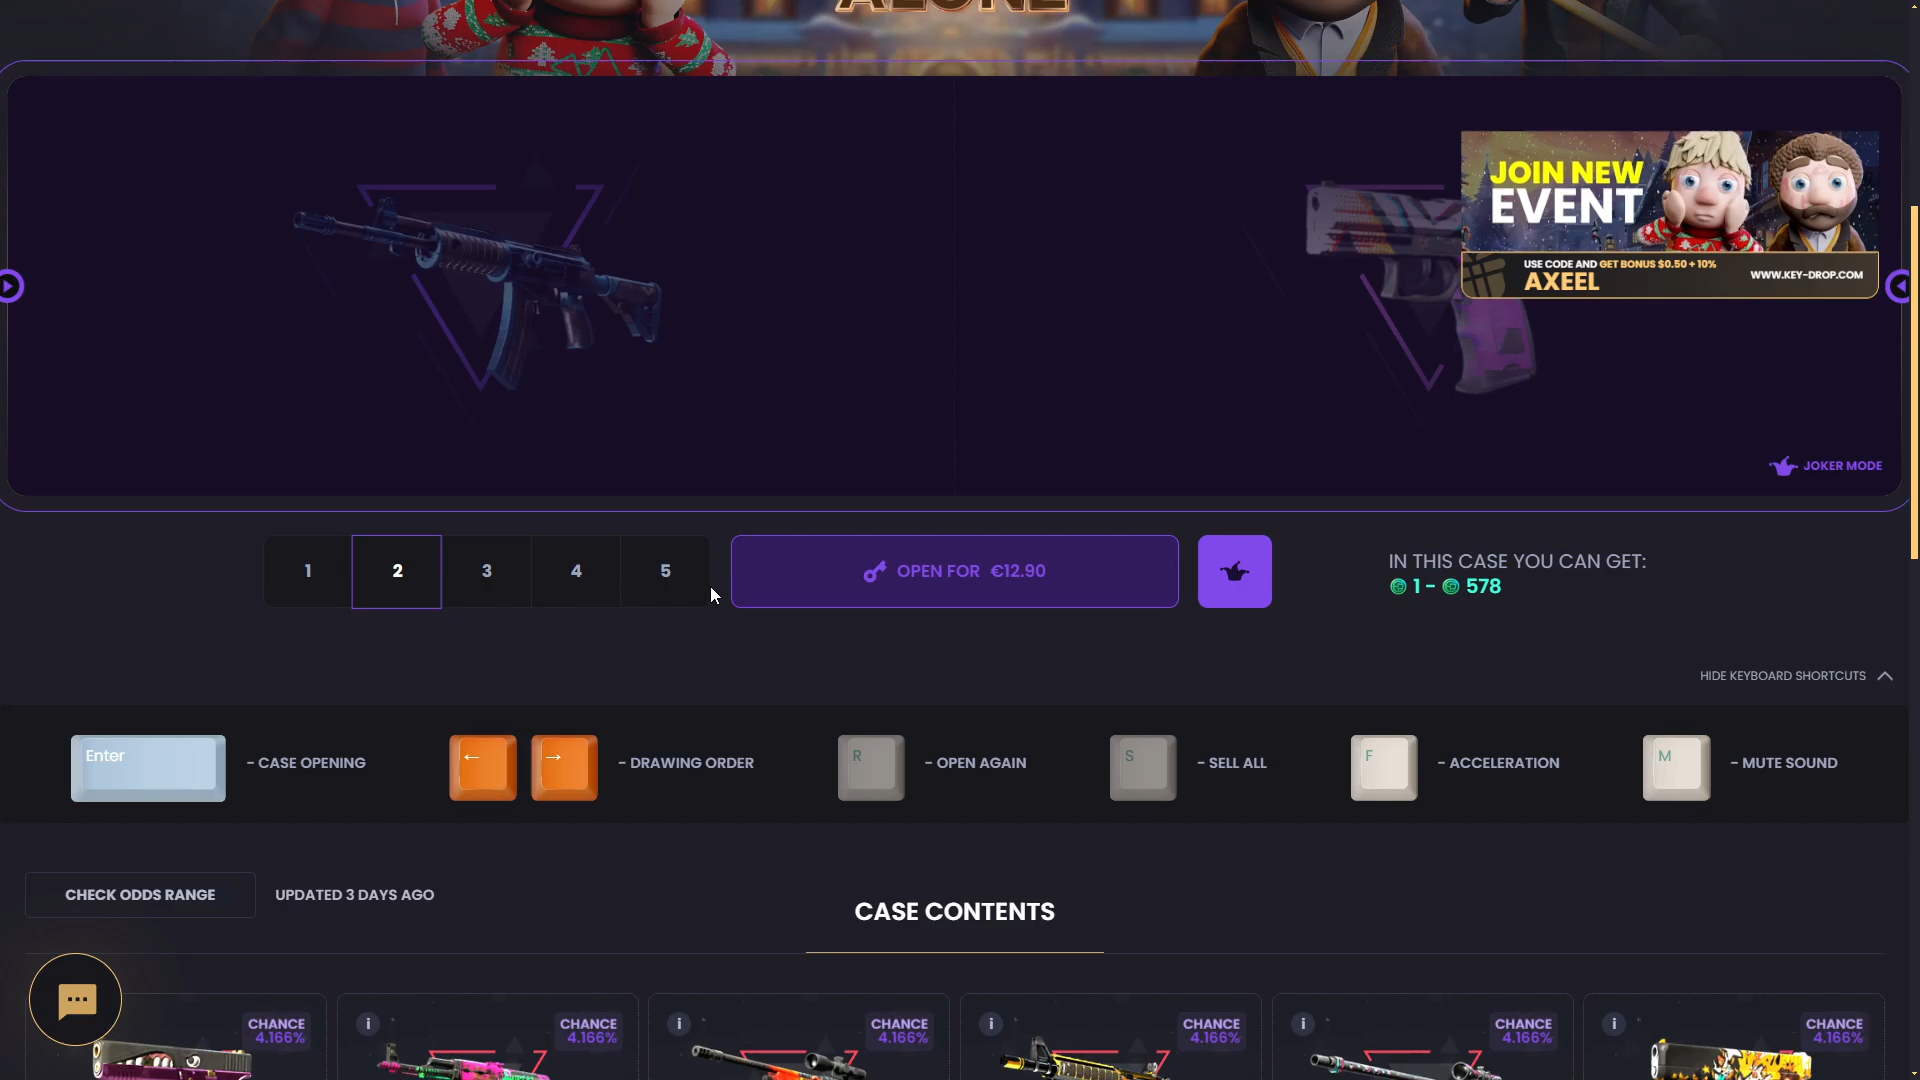 ALONE
JOIN NEW
EVENT
USE CODE AND GET BONUS $0.50 + 10%
AXEEL
WWW.KEY-DROP.COM
JOKER MODE
1 2 3 4 5
OPEN FOR €12.90
IN THIS CASE YOU CAN GET:
1 - 578
HIDE KEYBOARD SHORTCUTS
Enter - CASE OPENING
← → - DRAWING ORDER
R - OPEN AGAIN
S - SELL ALL
F - ACCELERATION
M - MUTE SOUND
CHECK ODDS RANGE
UPDATED 3 DAYS AGO
CASE CONTENTS
CHANCE
4.166%
i CHANCE
4.166%
i CHANCE
4.166%
i CHANCE
4.166%
i CHANCE
4.166%
i CHANCE
4.166%